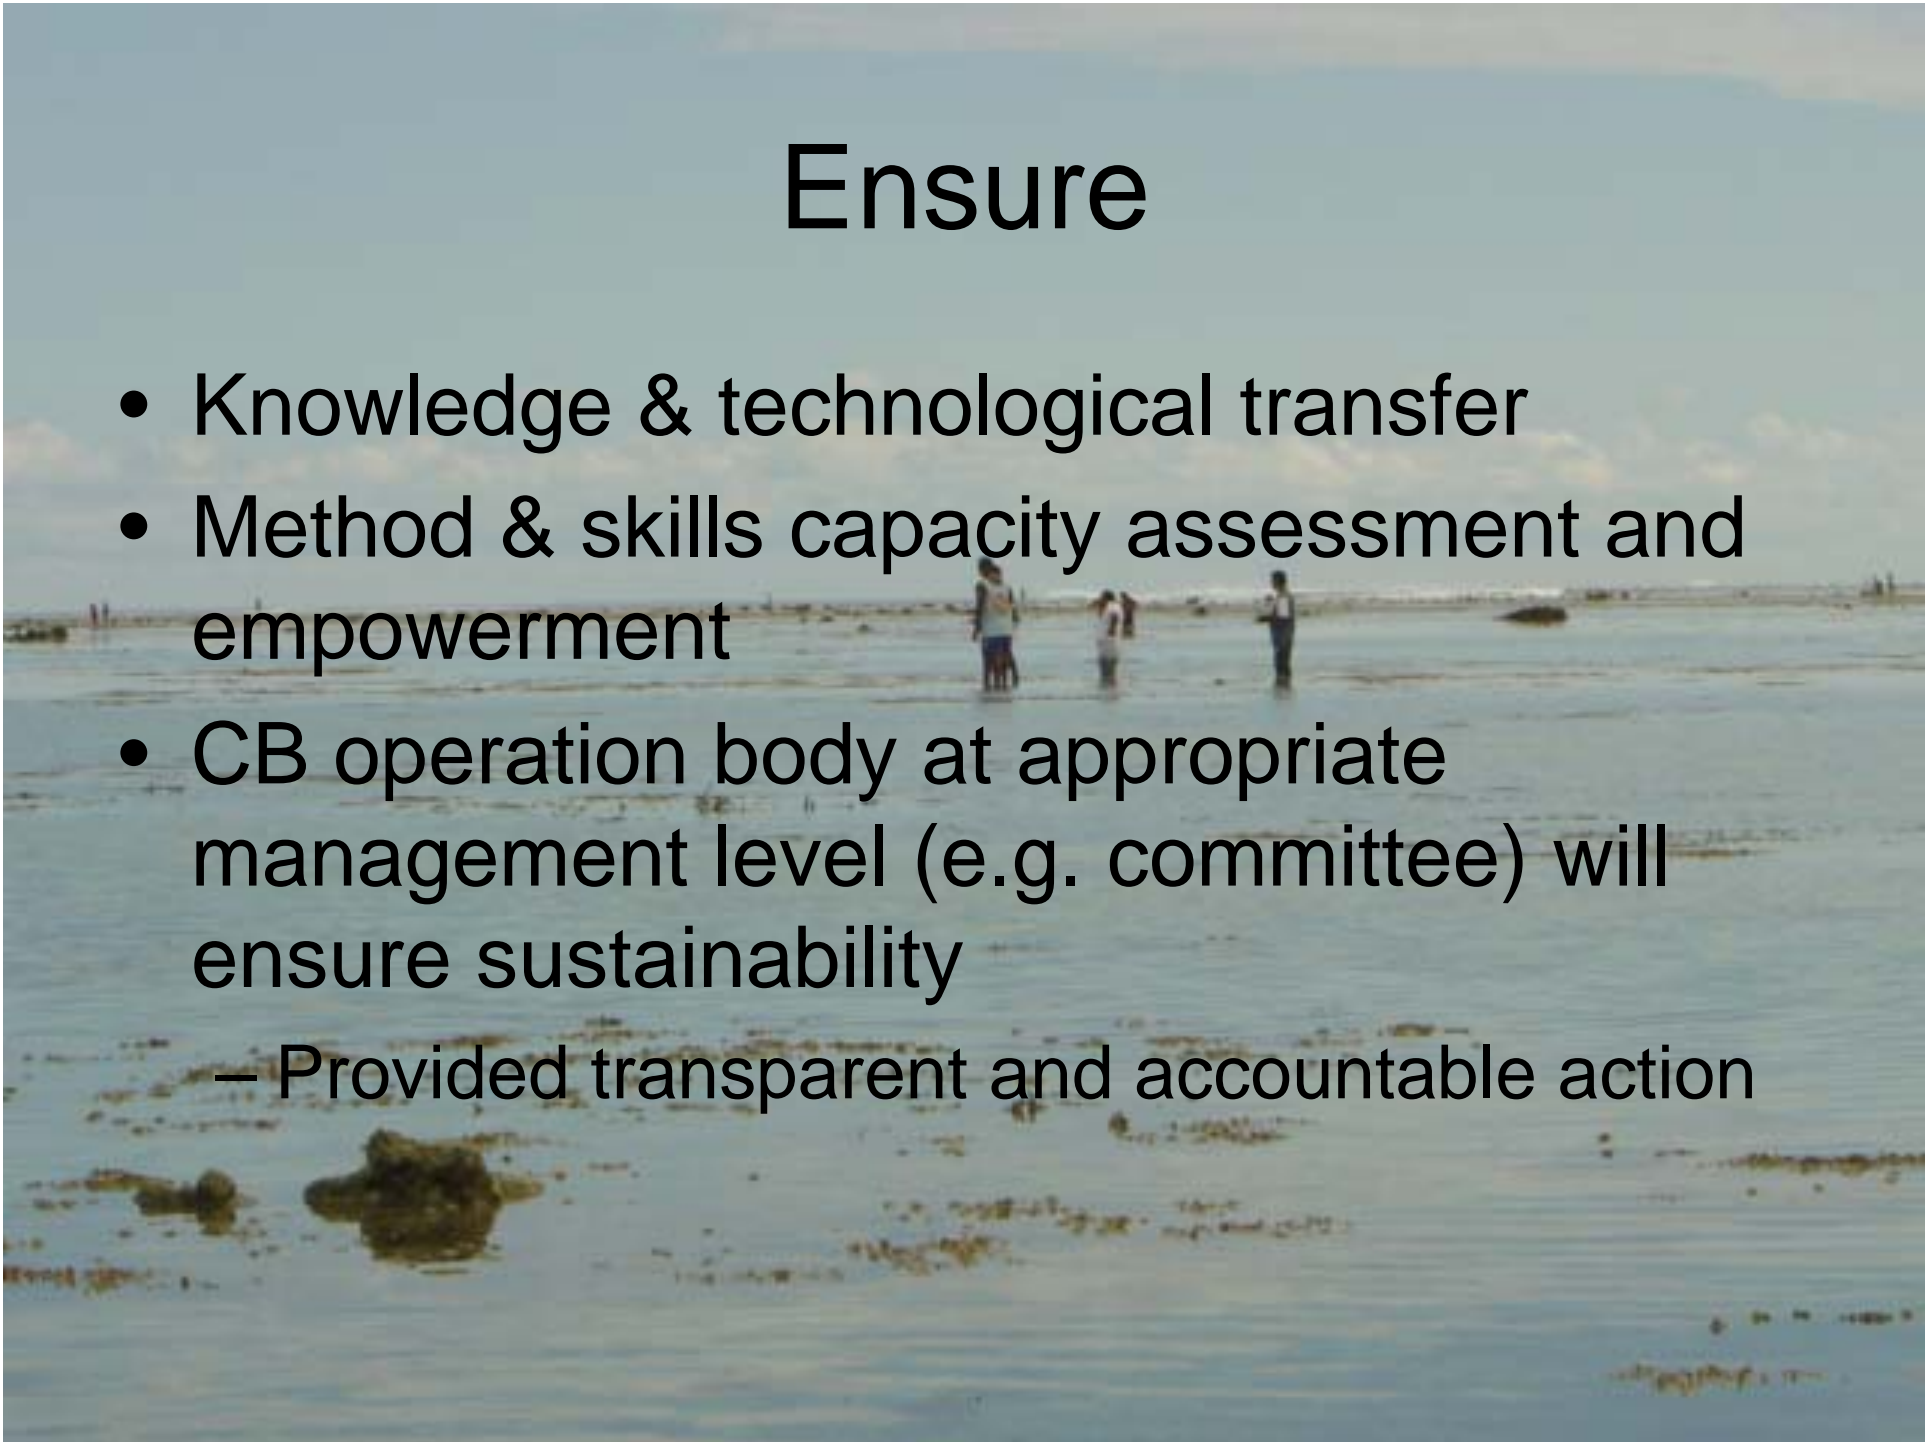 Ensure
• Knowledge & technological transfer
• Method & skills capacity assessment and
empowerment
• CB operation body at appropriate
management level (e.g. committee) will
ensure sustainability
– Provided transparent and accountable action